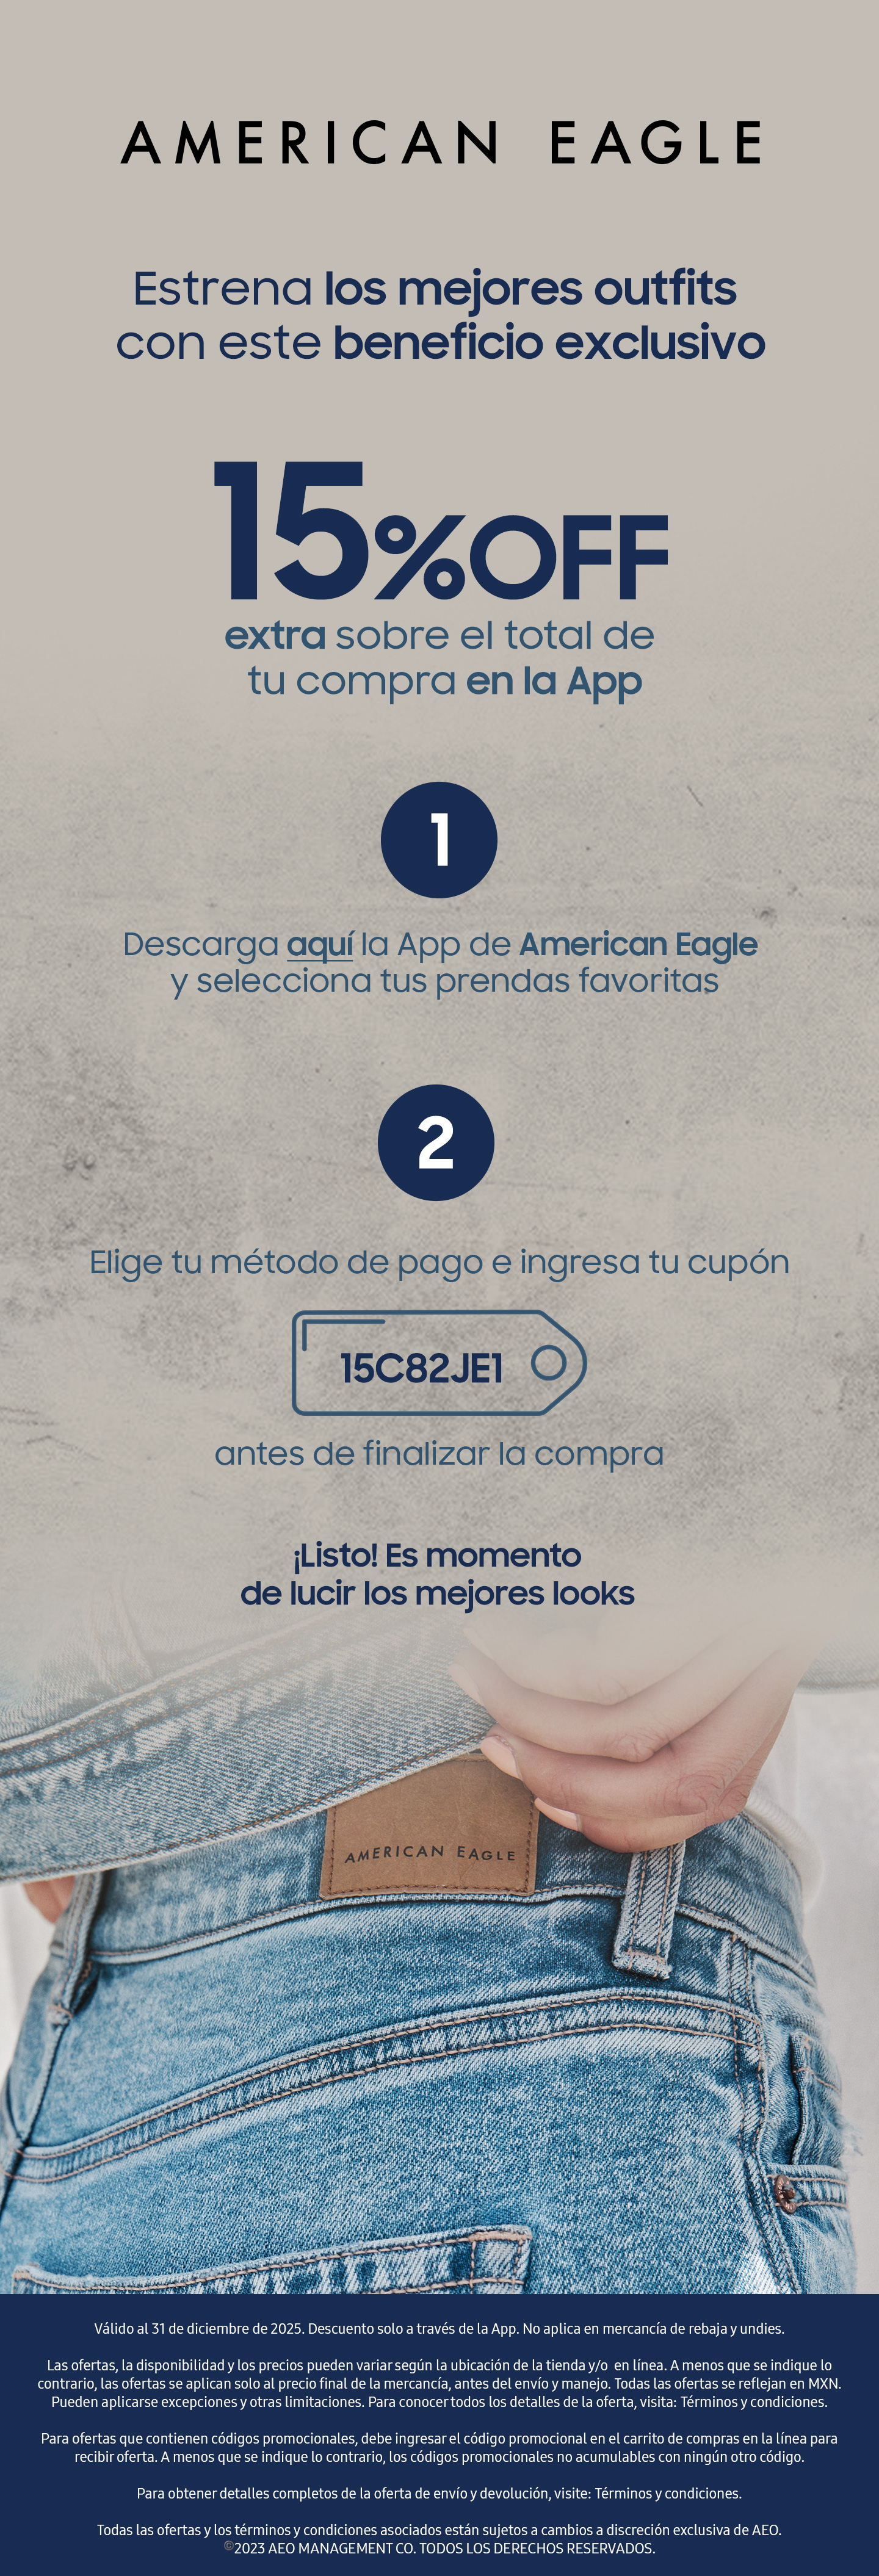 AMERICAN EAGLE
Estrena los mejores outfits
con este beneficio exclusivo
15%OFF
extra sobre el total de
tu compra en la App
1
Descarga aquí la App de American Eagle
y selecciona tus prendas favoritas
2
Elige tu método de pago e ingresa tu cupón
15C82JE1
antes de finalizar la compra
¡Listo! Es momento
de lucir los mejores looks
AMERICAN EAGLE
Válido al 31 de diciembre de 2025. Descuento solo a través de la App. No aplica en mercancía de rebaja y undies.
Las ofertas, la disponibilidad y los precios pueden variar según la ubicación de la tienda y/o en línea. A menos que se indique lo
contrario, las ofertas se aplican solo al precio final de la mercancía, antes del envío y manejo. Todas las ofertas se reflejan en MXN.
Pueden aplicarse excepciones y otras limitaciones. Para conocer todos los detalles de la oferta, visita: Términos y condiciones.
Para ofertas que contienen códigos promocionales, debe ingresar el código promocional en el carrito de compras en la línea para
recibir oferta. A menos que se indique lo contrario, los códigos promocionales no acumulables con ningún otro código.
Para obtener detalles completos de la oferta de envío y devolución, visite: Términos y condiciones.
Todas las ofertas y los términos y condiciones asociados están sujetos a cambios a discreción exclusiva de AEO.
©2023 AEO MANAGEMENT CO. TODOS LOS DERECHOS RESERVADOS.